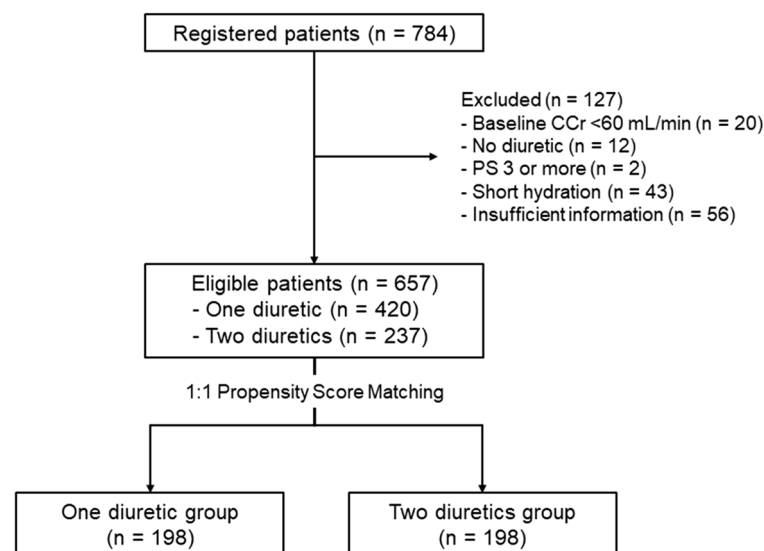 Registered patients (n = 784)
Excluded (n = 127)
- Baseline CCr <60 mL/min (n = 20)
- No diuretic (n = 12)
- PS 3 or more (n = 2)
- Short hydration (n = 43)
- Insufficient information (n = 56)
Eligible patients (n = 657)
- One diuretic (n = 420)
- Two diuretics (n = 237)
1:1 Propensity Score Matching
One diuretic group
(n = 198)
Two diuretics group
(n = 198)